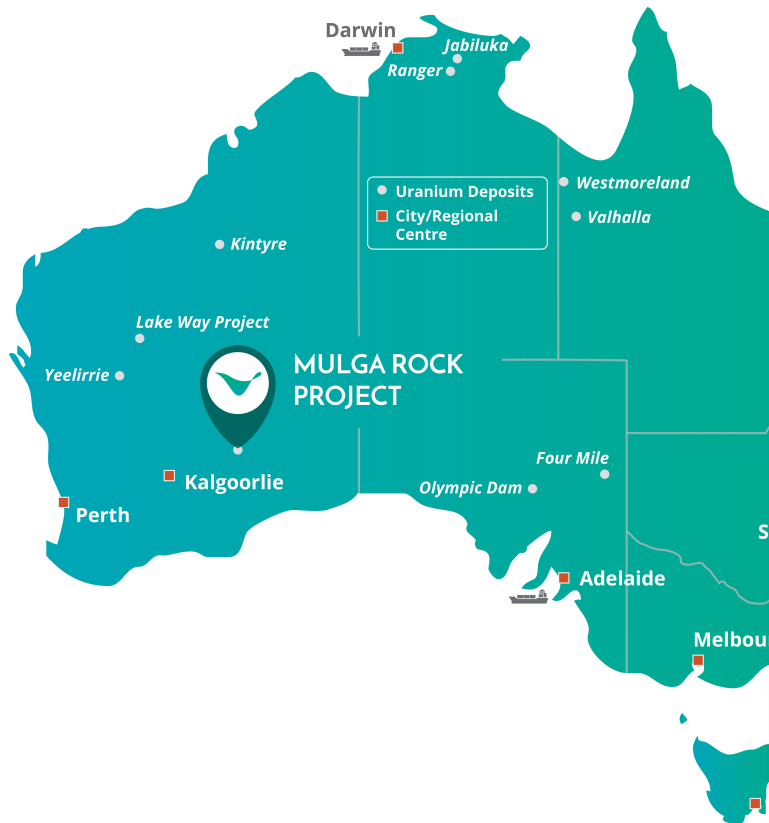 Darwin
Jabiluka
Ranger
Westmoreland
Uranium Deposits
City/Regional
Centre
Valhalla
Kintyre
Lake Way Project
Yeelirrie
MULGA ROCK
PROJECT
Four Mile
Kalgoorlie
Olympic Dam
Perth
S
Adelaide
Melbou